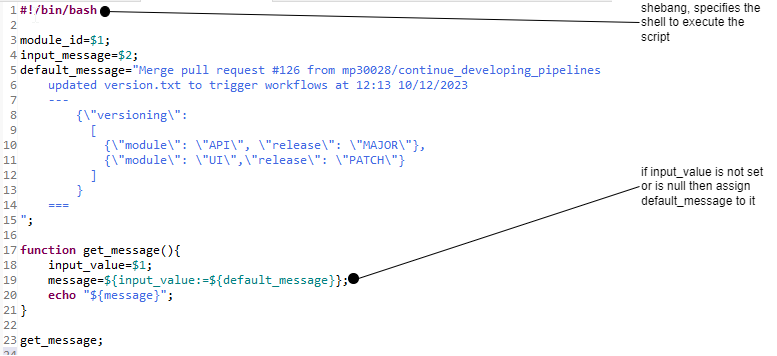 1 #!/bin/bash
2
3 module_id=$1;
4 input_message=$2;
5 default_message="Merge pull request #126 from mp30028/continue_developing_pipelines
6 updated version.txt to trigger workflows at 12:13 10/12/2023
7 ---
8 {\"versioning\":
9 [
10 {\"module\": \"API\", \"release\": \"MAJOR\"},
11 {\"module\": \"UI\",\"release\": \"PATCH\"}
12 ]
13 }
14 ===
15 ";
16
17 function get_message(){
18 input_value=$1;
19 message=${input_value:=${default_message}};
20 echo "${message}";
21 }
22
23 get_message;
24
shebang, specifies the
shell to execute the
script
if input_value is not set
or is null then assign
default_message to it